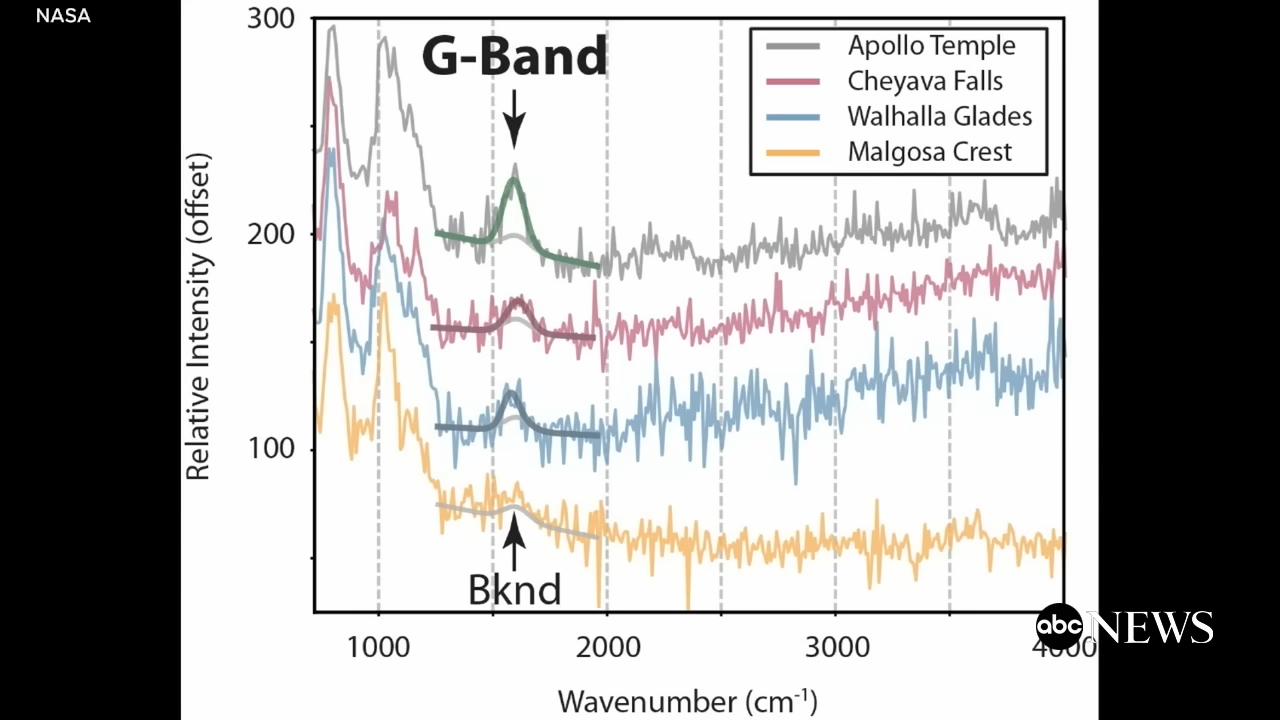 NASA
300
G-Band
Apollo Temple
Cheyava Falls
Walhalla Glades
Malgosa Crest
200
Relative Intensity (offset)
100
Bknd
1000
2000
3000
4000
abc NEWS
Wavenumber (cm-1)